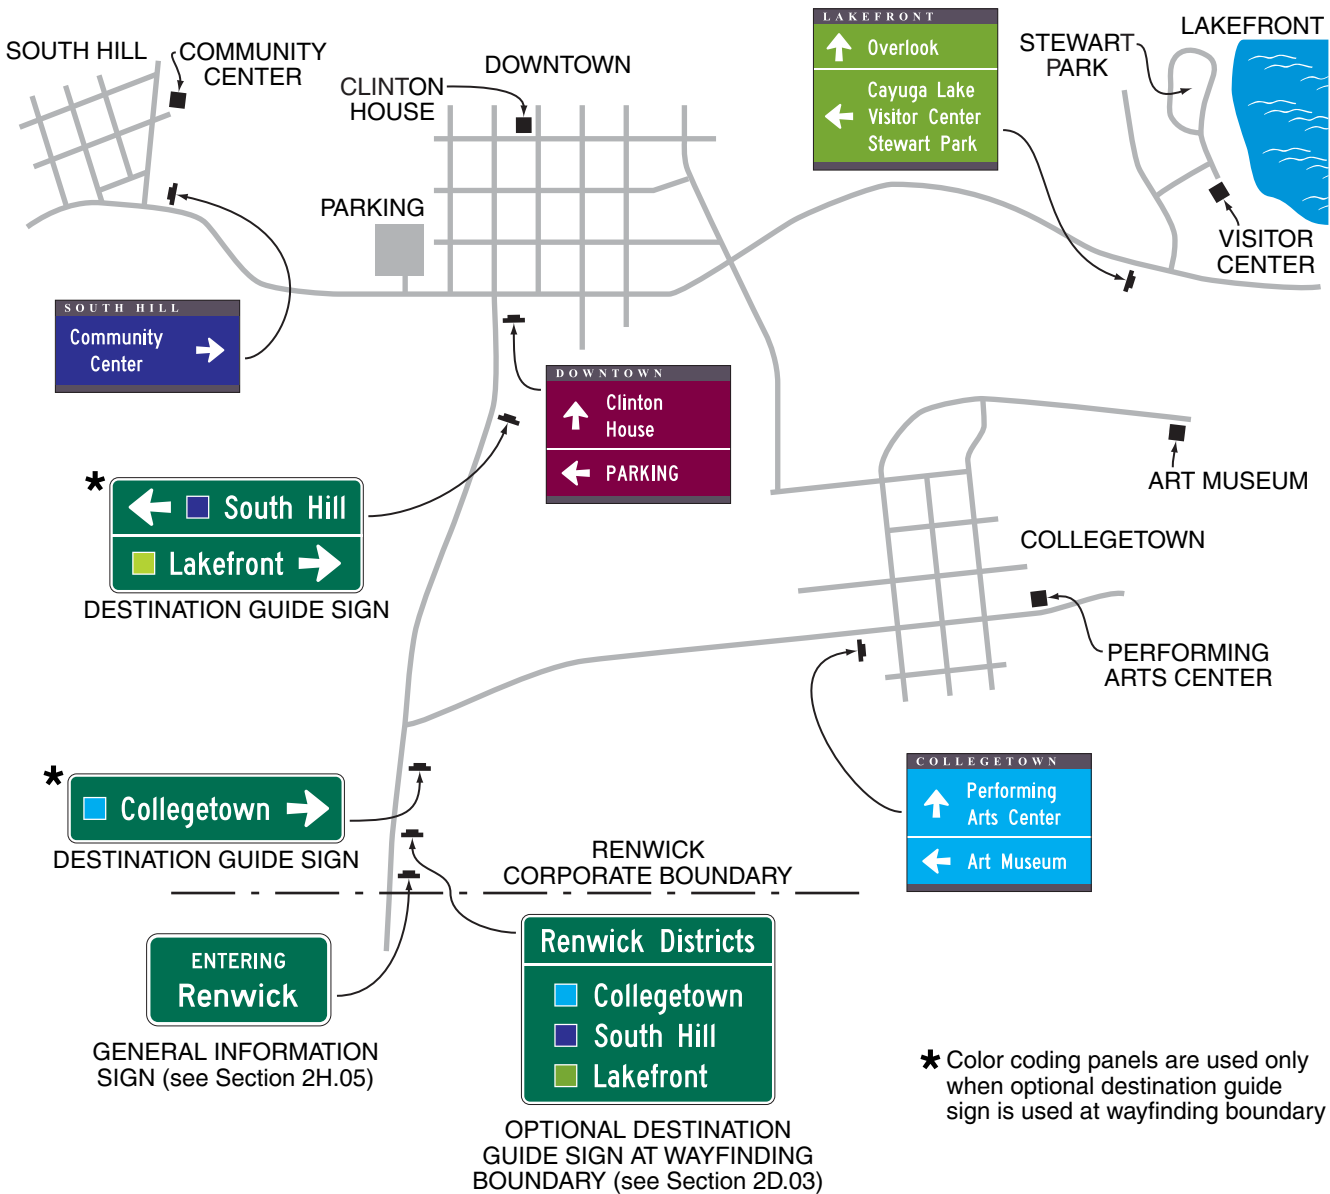 SOUTH HILL
COMMUNITY
CENTER
CLINTON
HOUSE
DOWNTOWN
LAKEFRONT
Overlook
Cayuga Lake
Visitor Center
Stewart Park
STEWART
PARK
LAKEFRONT
PARKING
VISITOR
CENTER
SOUTH HILL
Community
Center
DOWNTOWN
Clinton
House
PARKING
ART MUSEUM
* South Hill
Lakefront
DESTINATION GUIDE SIGN
COLLEGETOWN
PERFORMING
ARTS CENTER
* Collegetown
DESTINATION GUIDE SIGN
COLLEGETOWN
Performing
Arts Center
Art Museum
RENWICK
CORPORATE BOUNDARY
ENTERING
Renwick
GENERAL INFORMATION
SIGN (see Section 2H.05)
Renwick Districts
Collegetown
South Hill
Lakefront
OPTIONAL DESTINATION
GUIDE SIGN AT WAYFINDING
BOUNDARY (see Section 2D.03)
* Color coding panels are used only
when optional destination guide
sign is used at wayfinding boundary